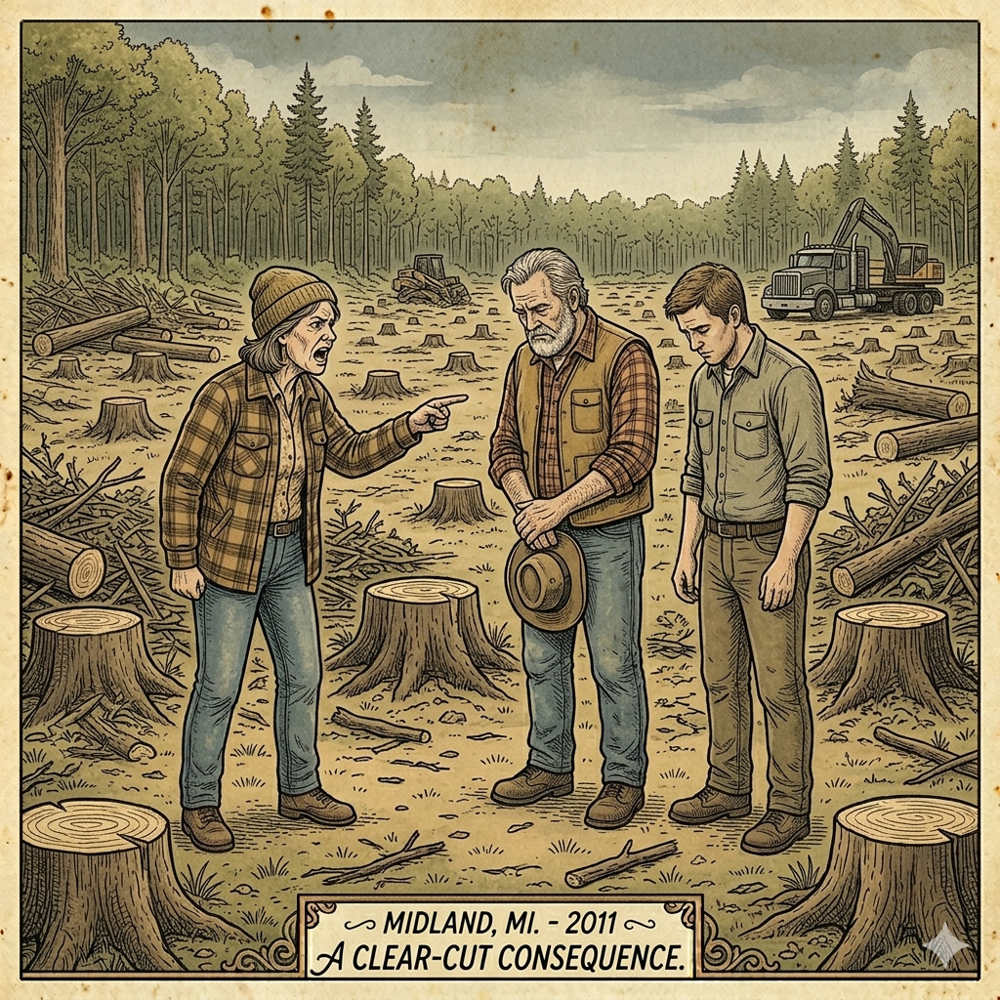 MIDLAND, MI. - 2011
A CLEAR-CUT CONSEQUENCE.